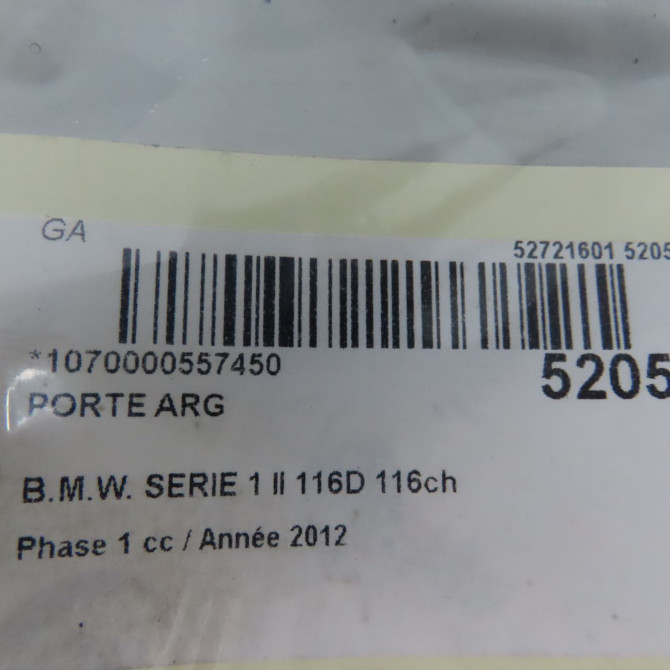 GA
52721601 5205
*1070000557450
5205
PORTE ARG
B.M.W. SERIE 1 II 116D 116ch
Phase 1 cc / Année 2012